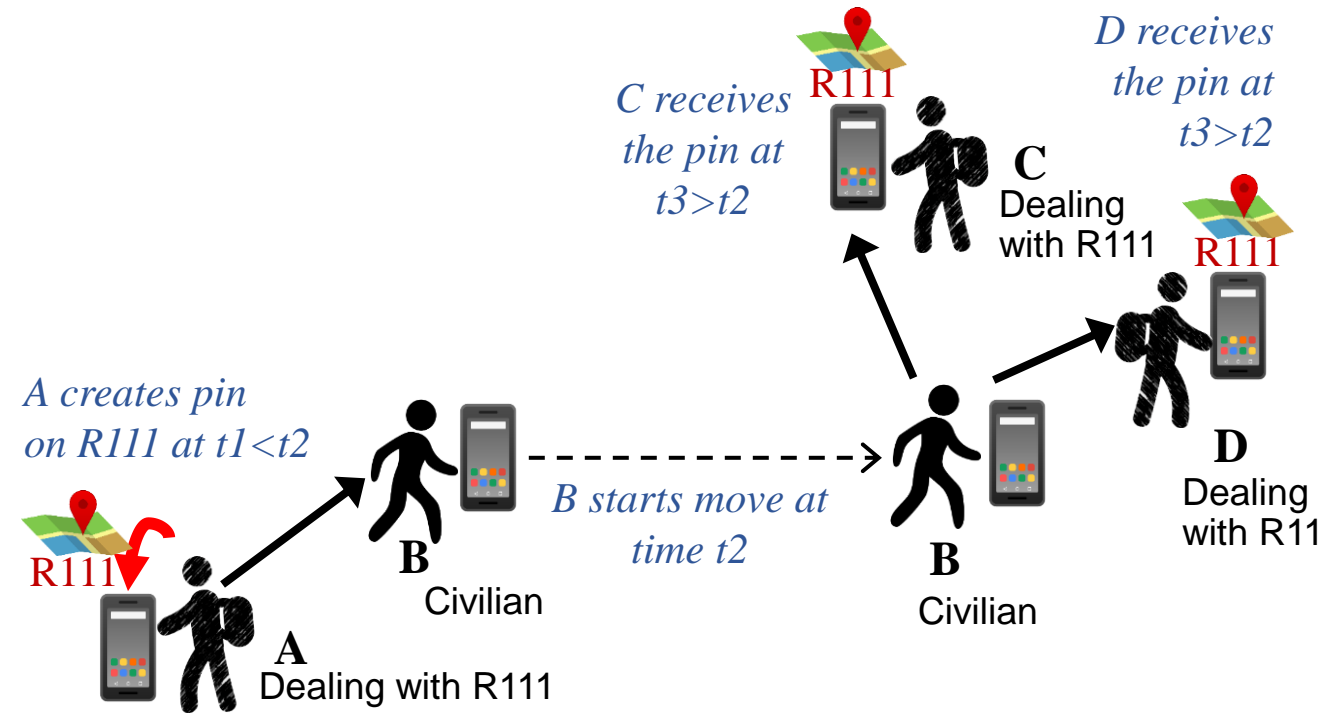 C receives
the pin at
t3>t2
R111
C
Dealing
with R111
D receives
the pin at
t3>t2
R111
D
Dealing
with R11
A creates pin
on R111 at t1<t2
R111
A
Dealing with R111
B
Civilian
B starts move at
time t2
B
Civilian